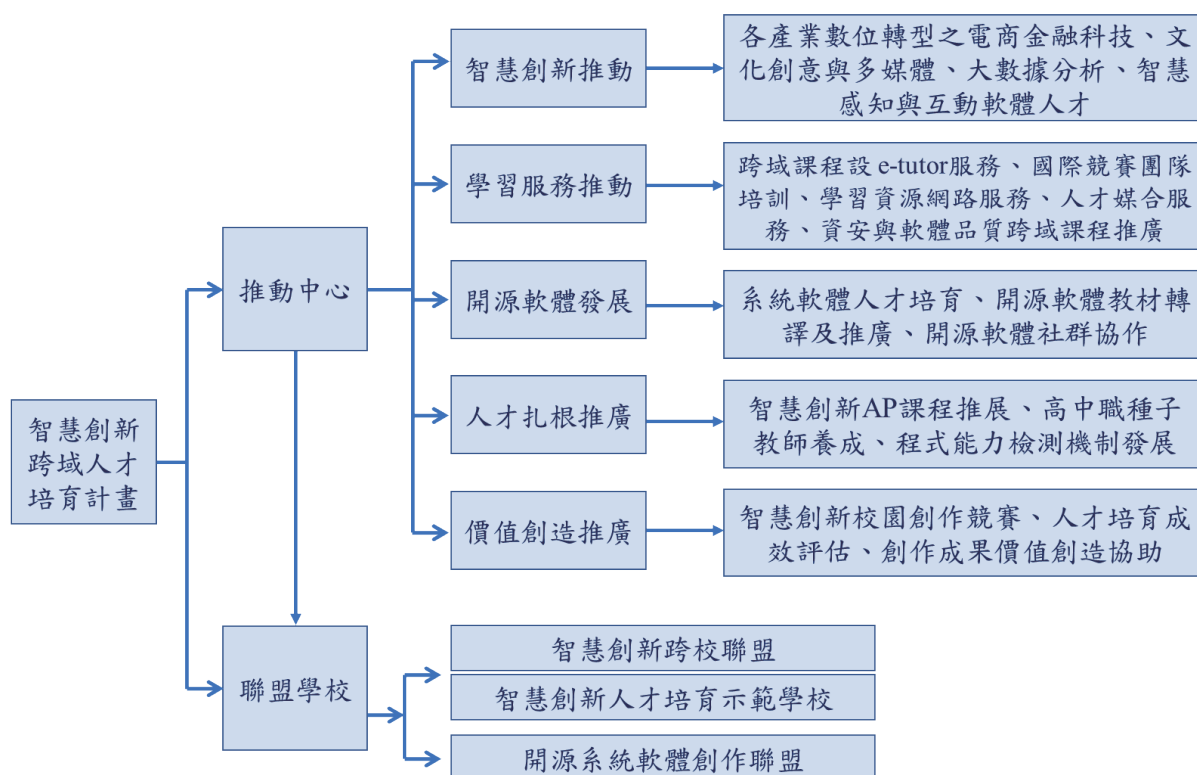 智慧創新
跨域人才
培育計畫
推動中心
聯盟學校
智慧創新推動
各產業數位轉型之電商金融科技、文
化創意與多媒體、大數據分析、智慧
感知與互動軟體人才
學習服務推動
跨域課程設 e-tutor服務、國際競賽團隊
培訓、學習資源網路服務、人才媒合服
務、資安與軟體品質跨域課程推廣
開源軟體發展
系統軟體人才培育、開源軟體教材轉
譯及推廣、開源軟體社群協作
人才扎根推廣
智慧創新AP課程推展、高中職種子
教師養成、程式能力檢測機制發展
價值創造推廣
智慧創新校園創作競賽、人才培育成
效評估、創作成果價值創造協助
智慧創新跨校聯盟
智慧創新人才培育示範學校
開源系統軟體創作聯盟